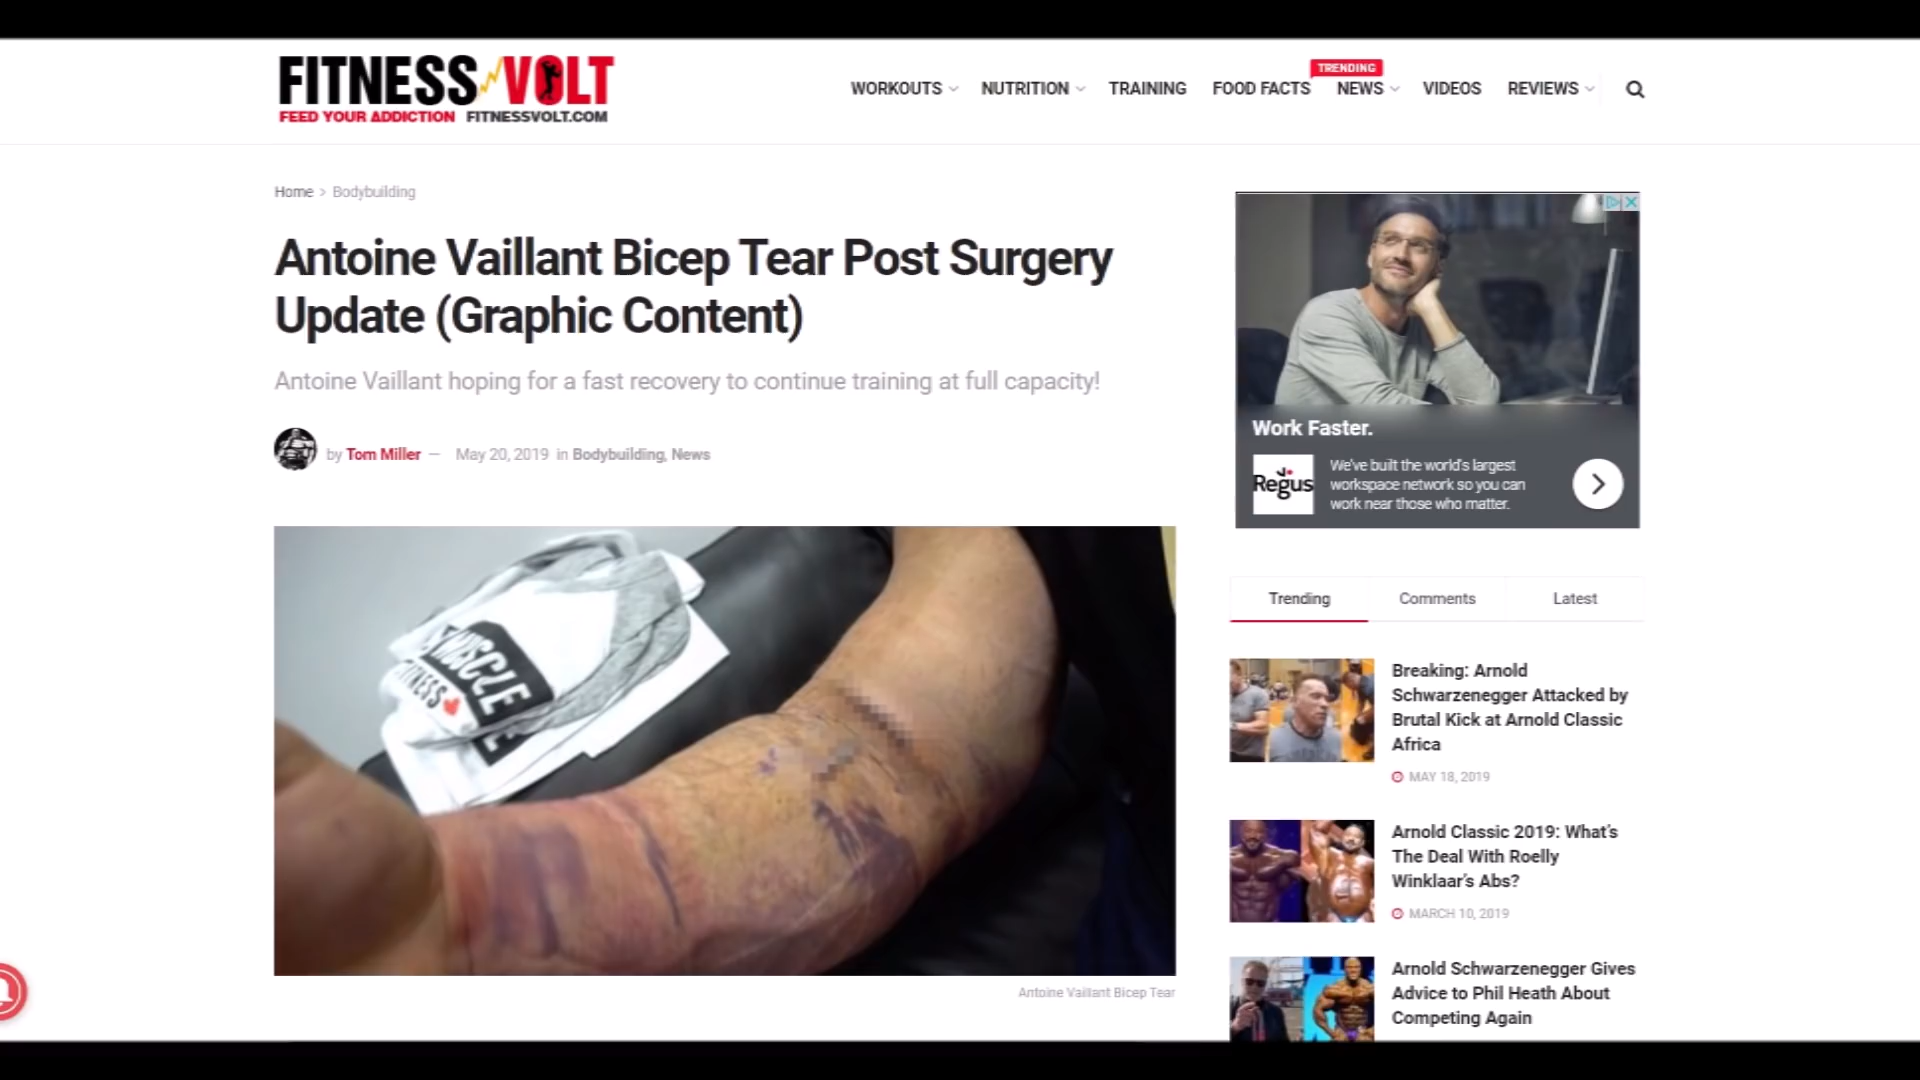 FITNESS VOLT
FEED YOUR ADDICTION FITNESSVOLT.COM
WORKOUTS NUTRITION TRAINING FOOD FACTS NEWS VIDEOS REVIEWS
TRENDING
Home > Bodybuilding
Antoine Vaillant Bicep Tear Post Surgery
Update (Graphic Content)
Antoine Vaillant hoping for a fast recovery to continue training at full capacity!
by Tom Miller — May 20, 2019 in Bodybuilding, News
MUSCLE
FITNESS
Antoine Vaillant Bicep Tear
Work Faster.
Regus
We've built the world's largest
workspace network so you can
work near those who matter.
Trending Comments Latest
Breaking: Arnold
Schwarzenegger Attacked by
Brutal Kick at Arnold Classic
Africa
MAY 18, 2019
Arnold Classic 2019: What's
The Deal With Roelly
Winklaar's Abs?
MARCH 10, 2019
Arnold Schwarzenegger Gives
Advice to Phil Heath About
Competing Again